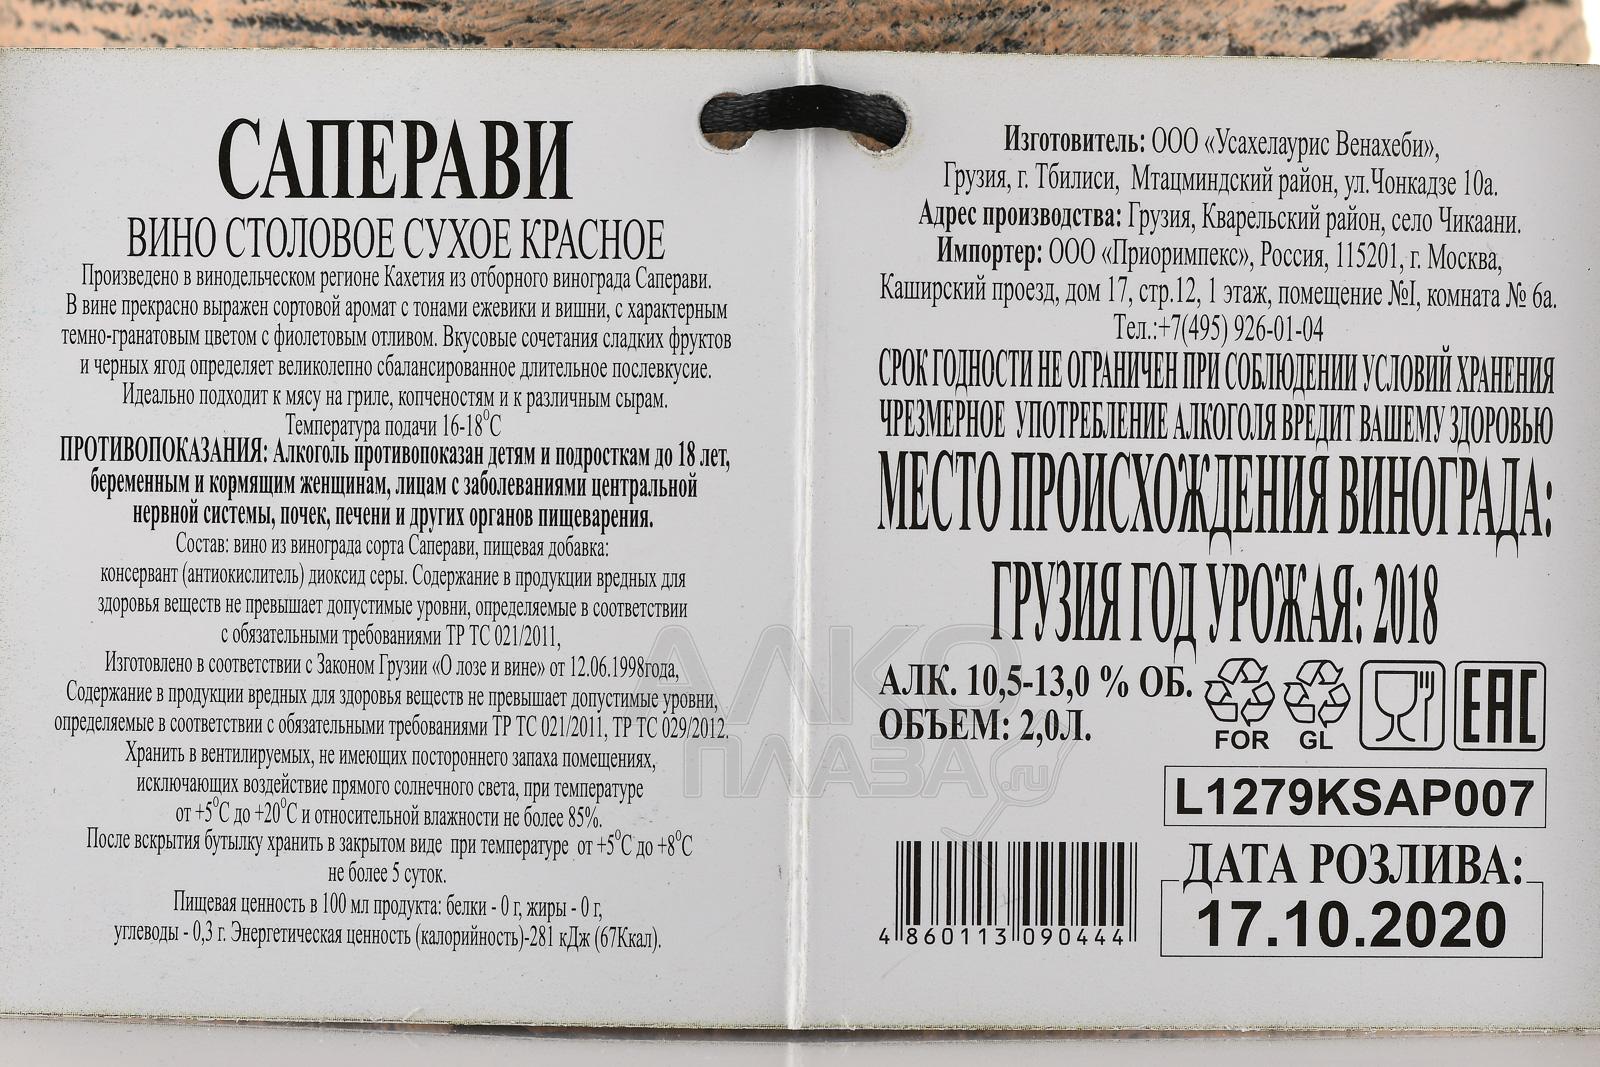 САПЕРАВИ
ВИНО СТОЛОВОЕ СУХОЕ КРАСНОЕ
Произведено в винодельческом регионе Кахетия из отборного винограда Саперави.
В вине прекрасно выражен сортовой аромат с тонами ежевики и вишни, с характерным
темно-гранатовым цветом с фиолетовым отливом. Вкусовые сочетания сладких фруктов
и черных ягод определяет великолепно сбалансированное длительное послевкусие.
Идеально подходит к мясу на гриле, копченостям и к различным сырам.
Температура подачи 16-18⁰С
ПРОТИВОПОКАЗАНИЯ: Алкоголь противопоказан детям и подросткам до 18 лет,
беременным и кормящим женщинам, лицам с заболеваниями центральной
нервной системы, почек, печени и других органов пищеварения.
Состав: вино из винограда сорта Саперави, пищевая добавка:
консервант (антиокислитель) диоксид серы. Содержание в продукции вредных для
здоровья веществ не превышает допустимые уровни, определяемые в соответствии
с обязательными требованиями ТР ТС 021/2011,
Изготовлено в соответствии с Законом Грузии «О лозе и вине» от 12.06.1998года,
Содержание в продукции вредных для здоровья веществ не превышает допустимые уровни,
определяемые в соответствии с обязательными требованиями ТР ТС 021/2011, ТР ТС 029/2012.
Хранить в вентилируемых, не имеющих постороннего запаха помещениях,
исключающих воздействие прямого солнечного света, при температуре
от +5⁰С до +20⁰С и относительной влажности не более 85%.
После вскрытия бутылку хранить в закрытом виде при температуре от +5⁰С до +8⁰С
не более 5 суток.
Пищевая ценность в 100 мл продукта: белки - 0 г, жиры - 0 г,
углеводы - 0,3 г. Энергетическая ценность (калорийность)-281 кДж (67Ккал).
Изготовитель: ООО «Усахелаурис Венахеби»,
Грузия, г. Тбилиси, Мтацминдский район, ул.Чонкадзе 10а.
Адрес производства: Грузия, Кварельский район, село Чикаани.
Импортер: ООО «Приоримпекс», Россия, 115201, г. Москва,
Каширский проезд, дом 17, стр.12, 1 этаж, помещение №I, комната № 6а.
Тел.:+7(495) 926-01-04
СРОК ГОДНОСТИ НЕ ОГРАНИЧЕН ПРИ СОБЛЮДЕНИИ УСЛОВИЙ ХРАНЕНИЯ
ЧРЕЗМЕРНОЕ УПОТРЕБЛЕНИЕ АЛКОГОЛЯ ВРЕДИТ ВАШЕМУ ЗДОРОВЬЮ
МЕСТО ПРОИСХОЖДЕНИЯ ВИНОГРАДА:
ГРУЗИЯ ГОД УРОЖАЯ: 2018
АЛК. 10,5-13,0 % ОБ.
ОБЪЕМ: 2,0Л.
FOR GL EAC
L1279KSAP007
ДАТА РОЗЛИВА:
17.10.2020
4 860113 090444
АЛКО
ПЛАЗА.ru